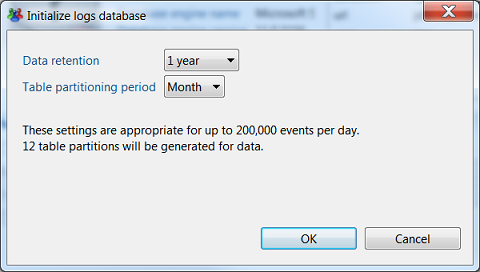 Initialize logs database
Data retention 1 year
Table partitioning period Month
These settings are appropriate for up to 200,000 events per day.
12 table partitions will be generated for data.
OK Cancel